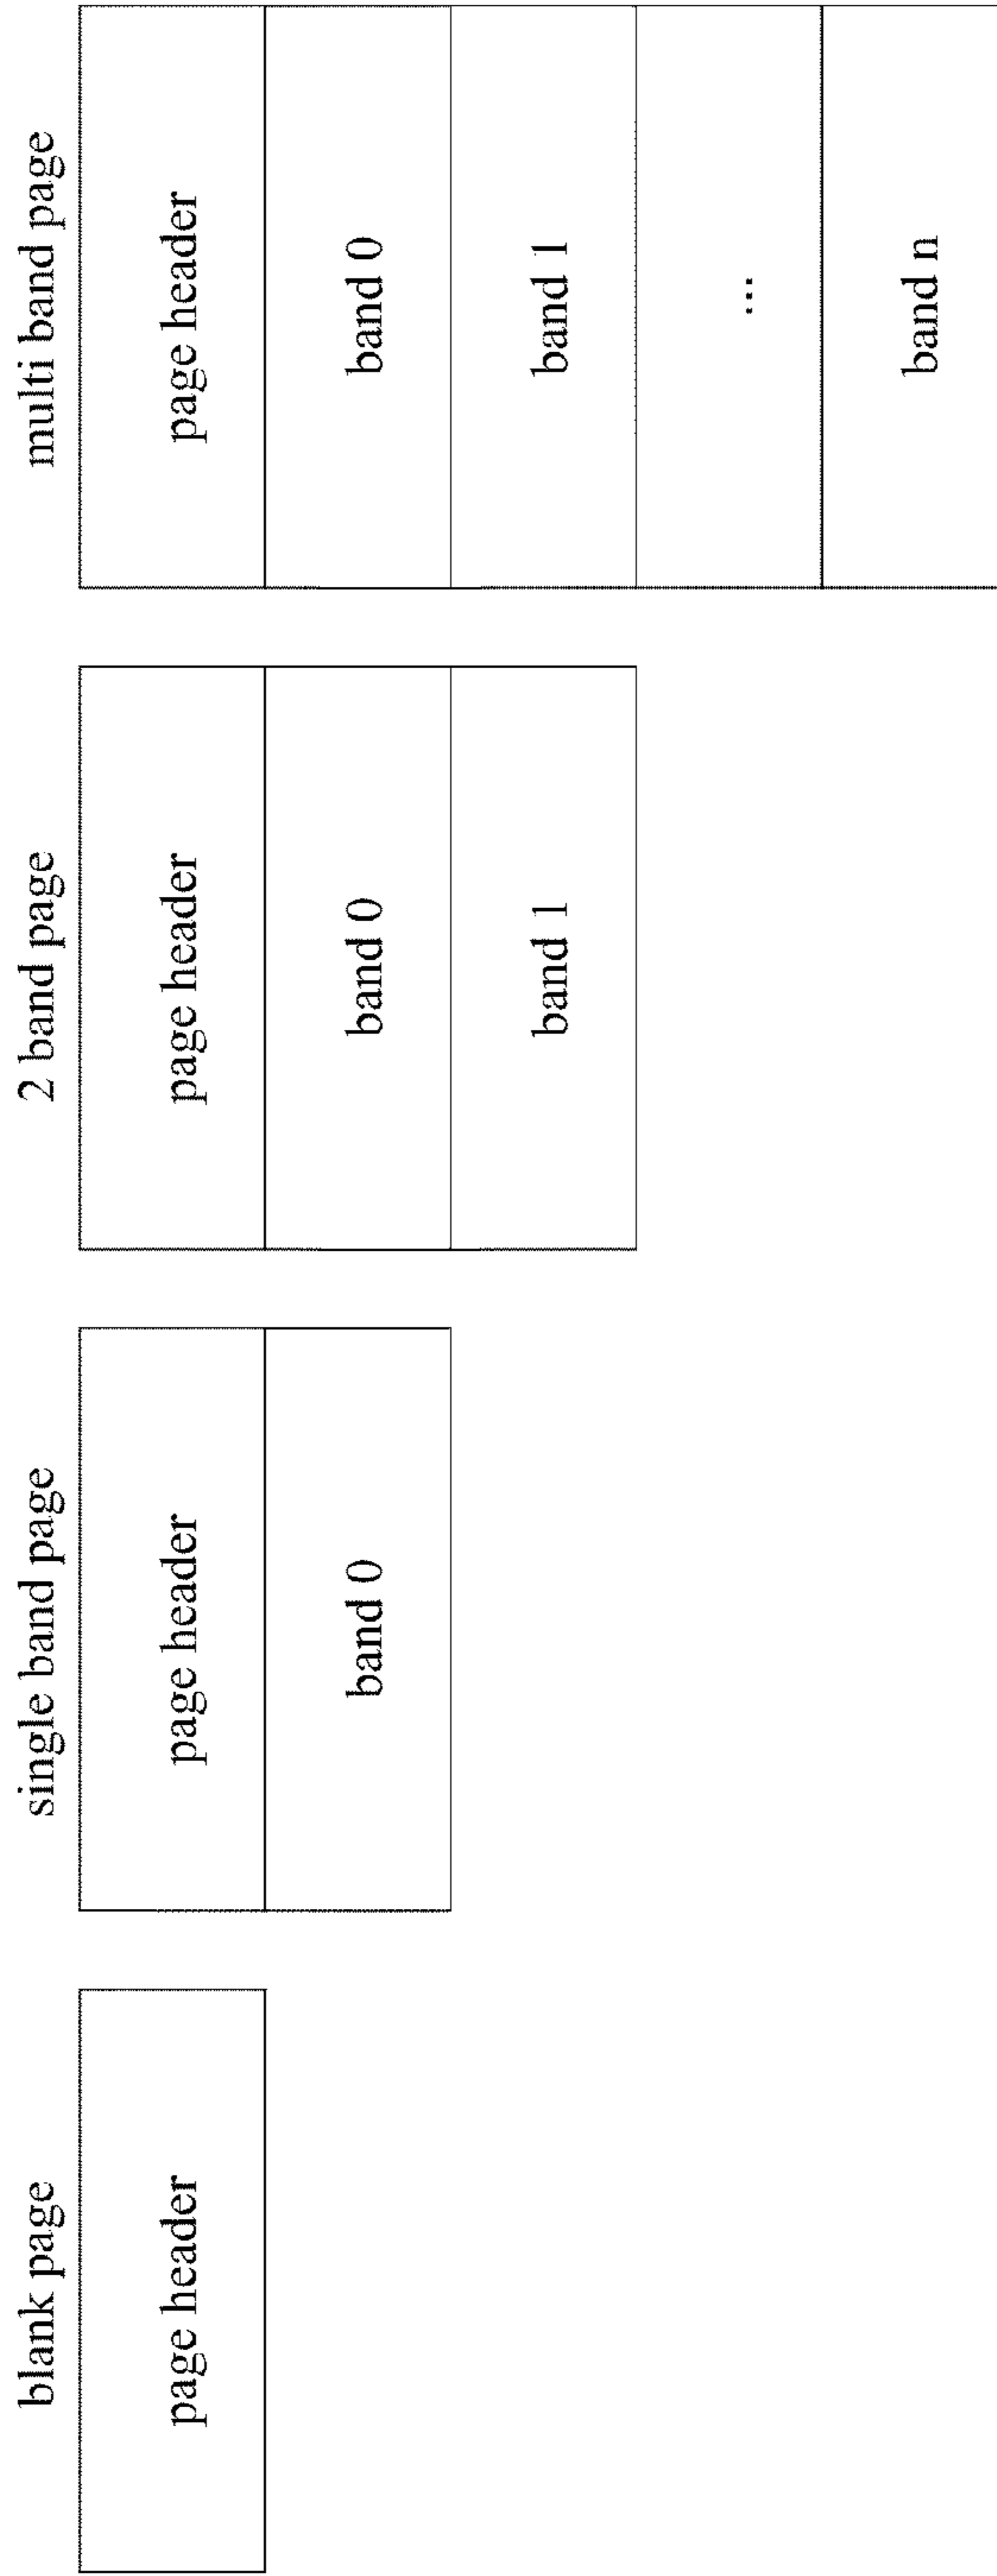 blank page
page header
single band page
page header
band 0
2 band page
page header
band 0
band 1
multi band page
page header
band 0
band 1
...
band n